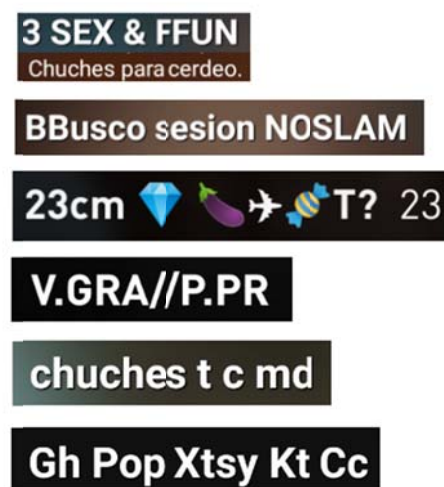 3 SEX & FFUN
Chuches para cerdeo.
BBusco sesion NOSLAM
23cm 💎 🍆✈🍬T? 23
V.GRA//P.PR
chuches t c md
Gh Pop Xtsy Kt Cc